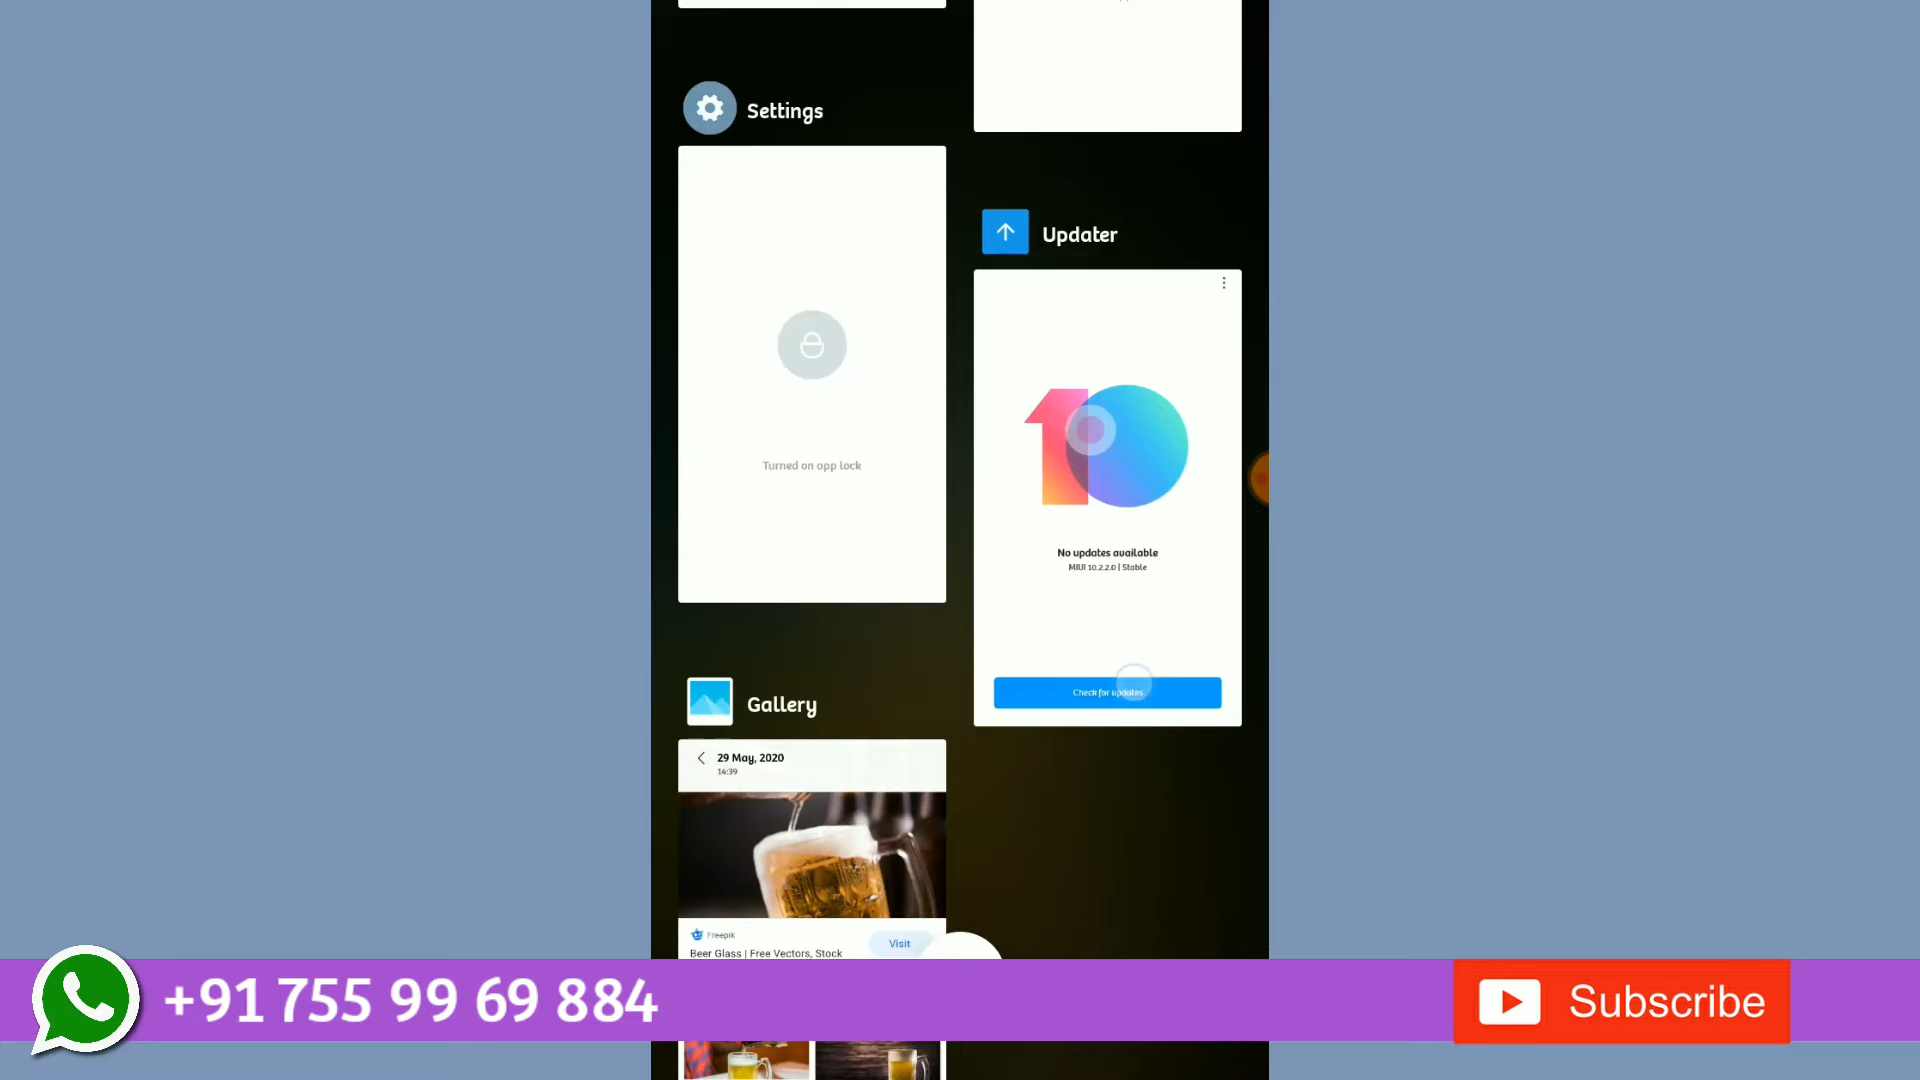 Settings
Turned on app lock
Updater
10
No updates available
MIUI 10.2.2.0 | Stable
Check for updates
Gallery
29 May, 2020
14:39
Freepik
Visit
Beer Glass | Free Vectors, Stock
+91 755 99 69 884
Subscribe